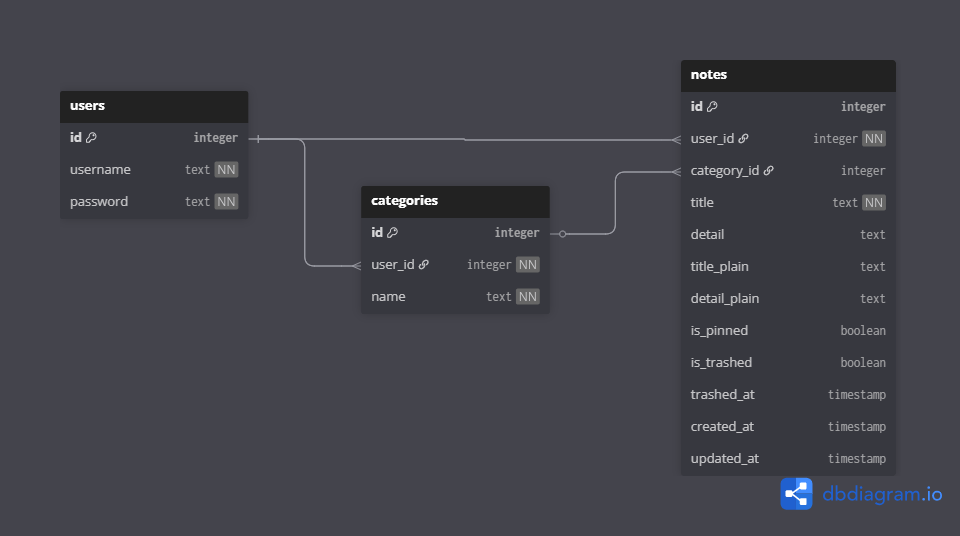 users
id integer
username text NN
password text NN
categories
id integer
user_id integer NN
name text NN
notes
id integer
user_id integer NN
category_id integer
title text NN
detail text
title_plain text
detail_plain text
is_pinned boolean
is_trashed boolean
trashed_at timestamp
created_at timestamp
updated_at timestamp
dbdiagram.io